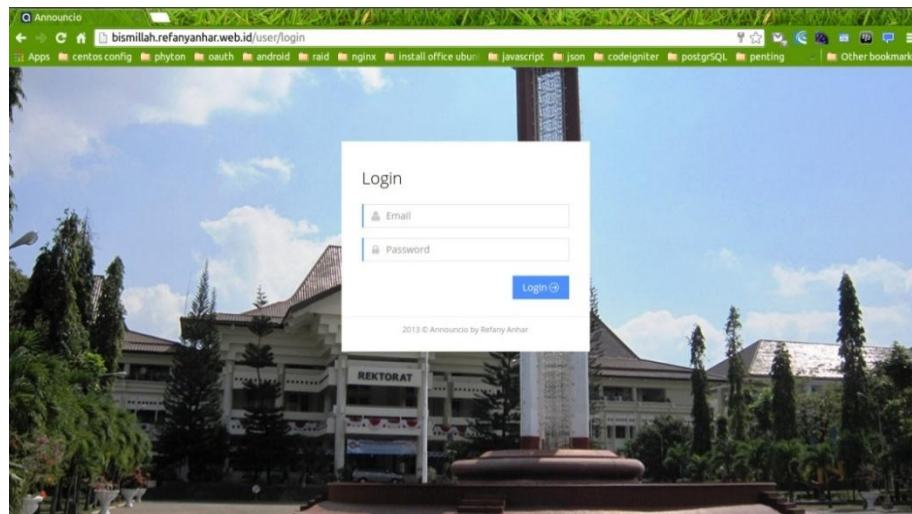 Announcio
bismillah.refanyanhar.web.id/user/login
Apps centos config phyton oauth android raid nginx install office ubun javascript json codeigniter postgrSQL penting Other bookmark
Login
Email
Password
Login
2013 © Announcio by Refany Anhar
REKTORAT